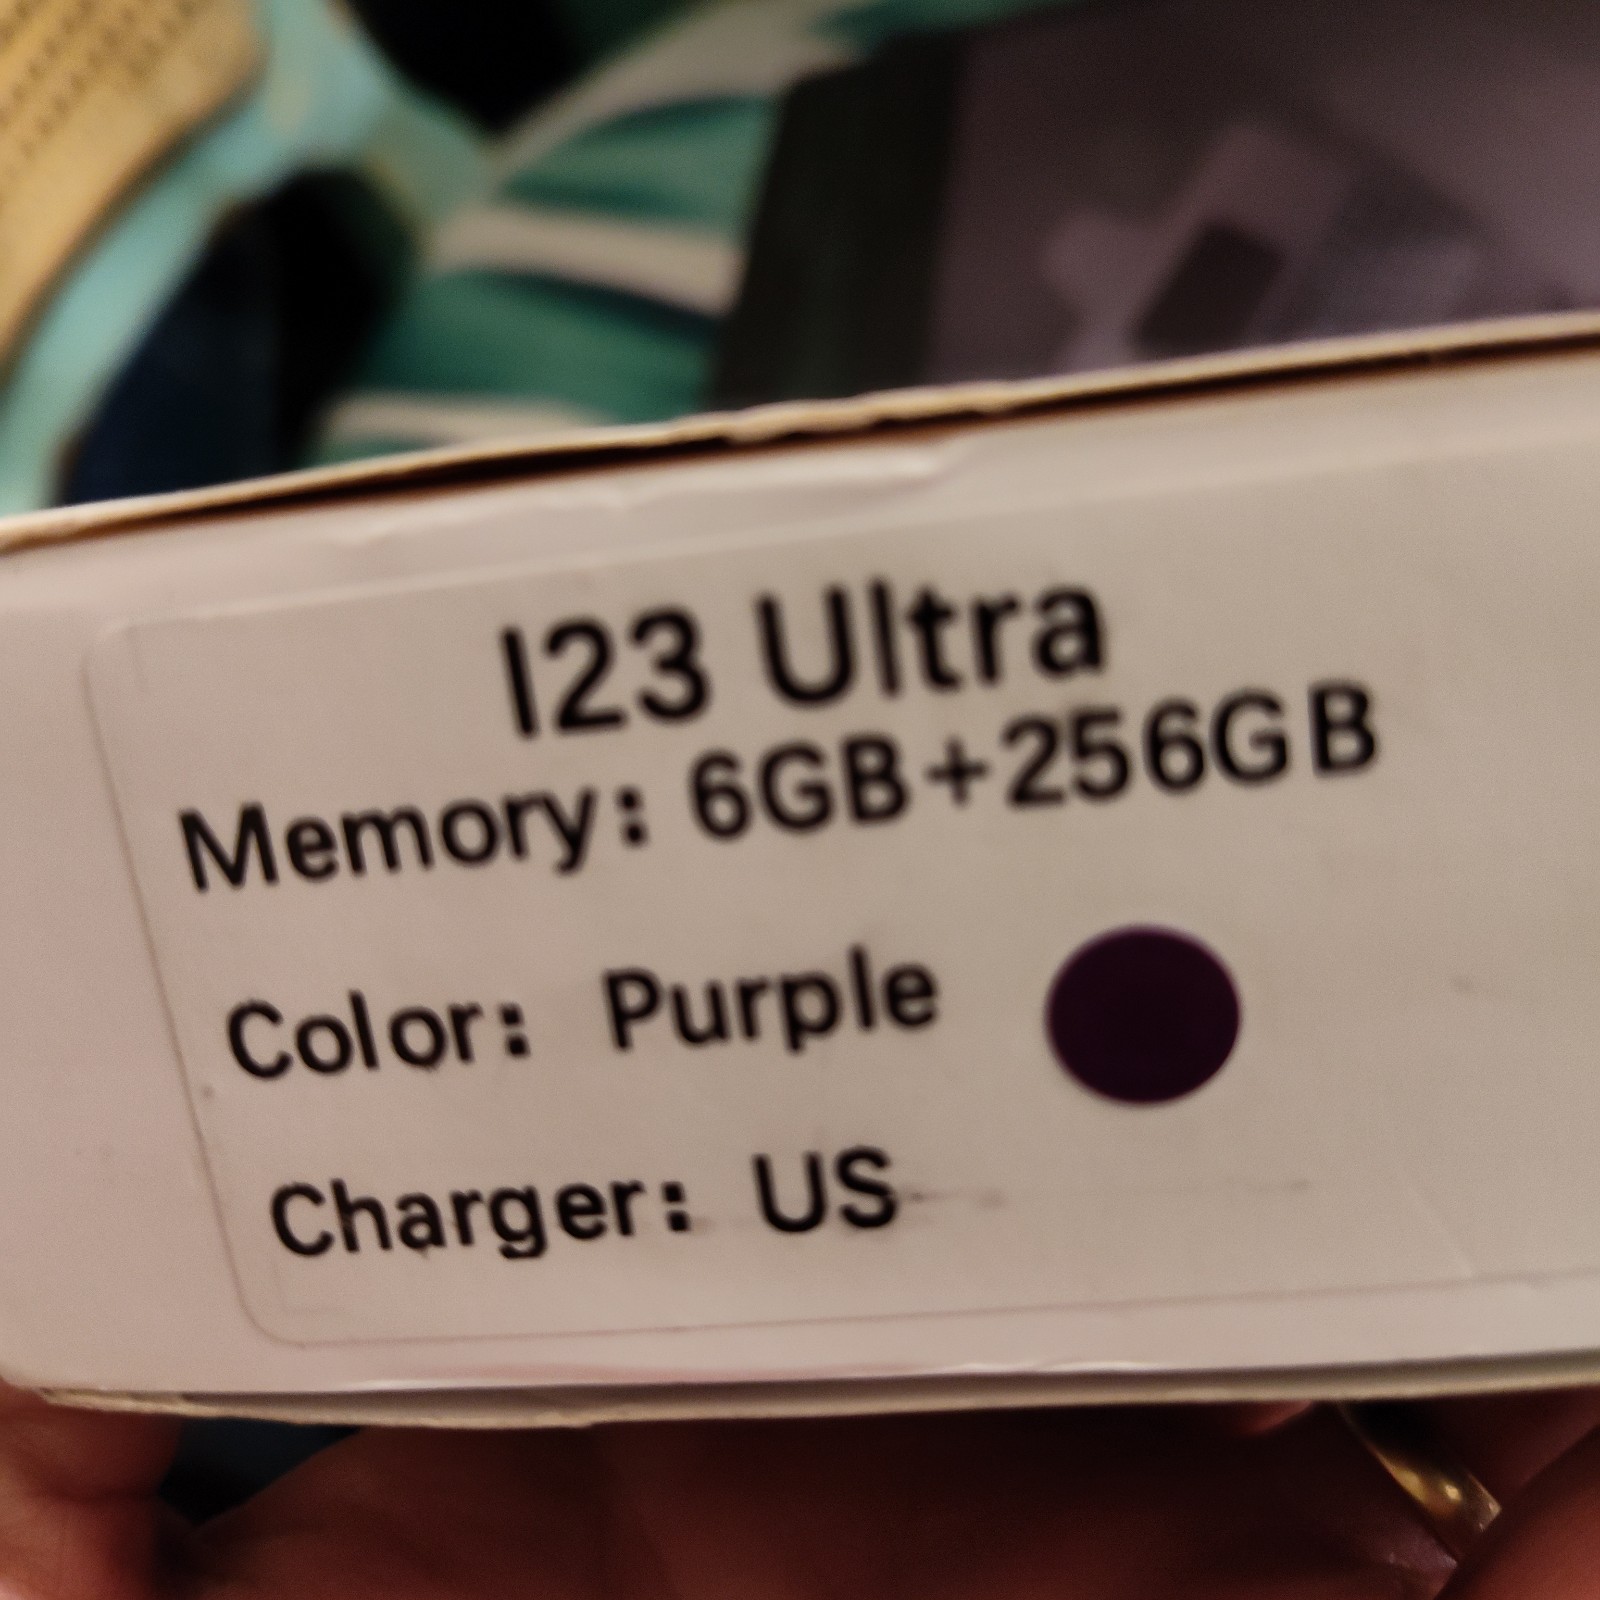 I23 Ultra
Memory: 6GB+256GB
Color: Purple
Charger: US